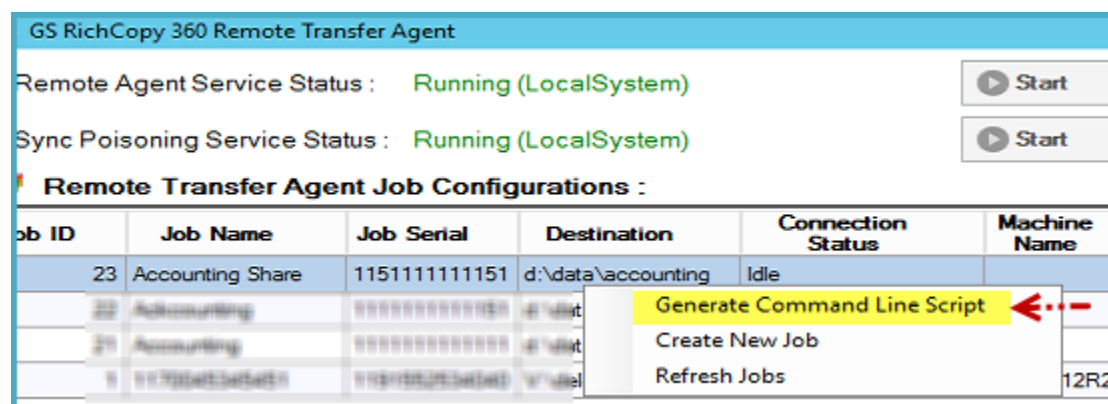 GS RichCopy 360 Remote Transfer Agent
Remote Agent Service Status : Running (LocalSystem) Start
Sync Poisoning Service Status : Running (LocalSystem) Start
Remote Transfer Agent Job Configurations :
ob ID Job Name Job Serial Destination Connection Status Machine Name
23 Accounting Share 1151111111151 d:\data\accounting Idle
Generate Command Line Script
Create New Job
Refresh Jobs
12R2